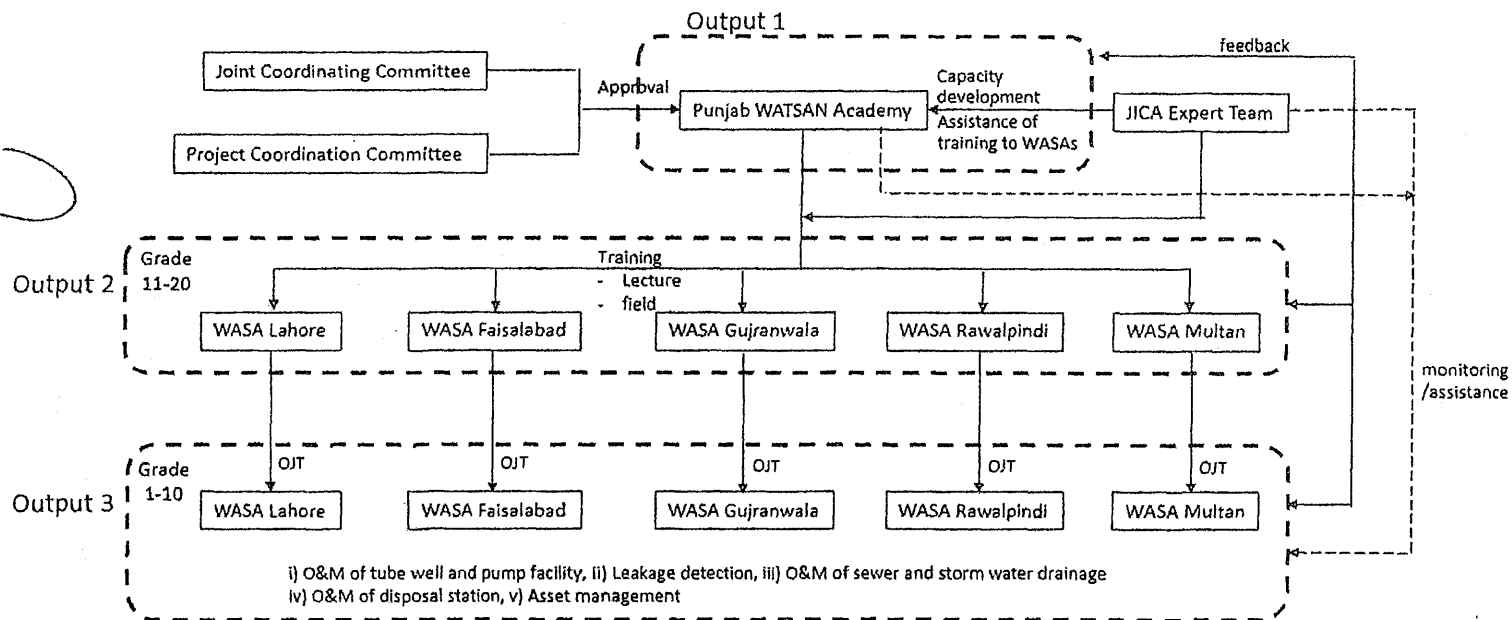 Output 1
feedback
Joint Coordinating Committee
Approval
Project Coordination Committee
Punjab WATSAN Academy
Capacity
development
Assistance of
training to WASAs
JICA Expert Team
Output 2
Grade
11-20
Training
- Lecture
- field
WASA Lahore
WASA Faisalabad
WASA Gujranwala
WASA Rawalpindi
WASA Multan
monitoring
/assistance
Output 3
Grade
1-10
OJT
OJT
OJT
OJT
OJT
WASA Lahore
WASA Faisalabad
WASA Gujranwala
WASA Rawalpindi
WASA Multan
i) O&M of tube well and pump facility, ii) Leakage detection, iii) O&M of sewer and storm water drainage
iv) O&M of disposal station, v) Asset management